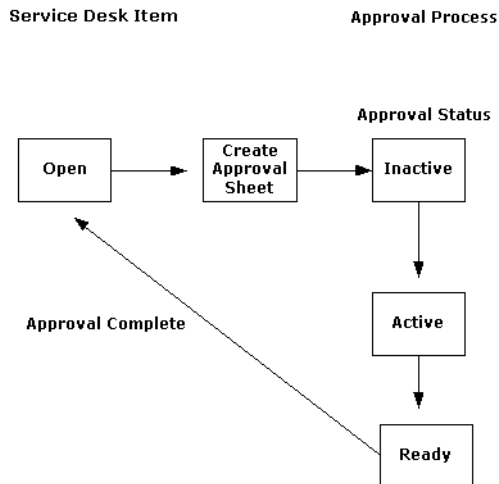 Service Desk Item
Approval Process
Approval Status
Open
Create
Approval
Sheet
Inactive
Active
Approval Complete
Ready